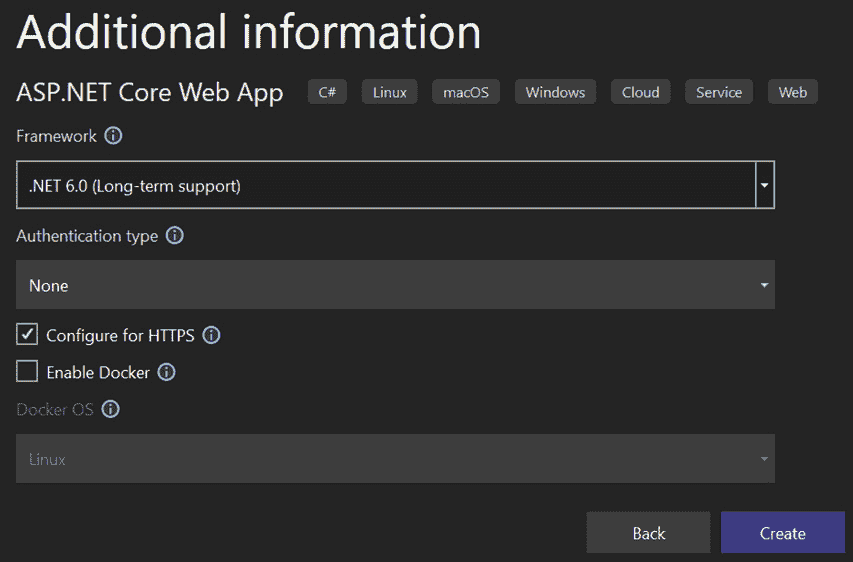 Additional information
ASP.NET Core Web App C# Linux macOS Windows Cloud Service Web
Framework
.NET 6.0 (Long-term support)
Authentication type
None
Configure for HTTPS
Enable Docker
Docker OS
Linux
Back Create